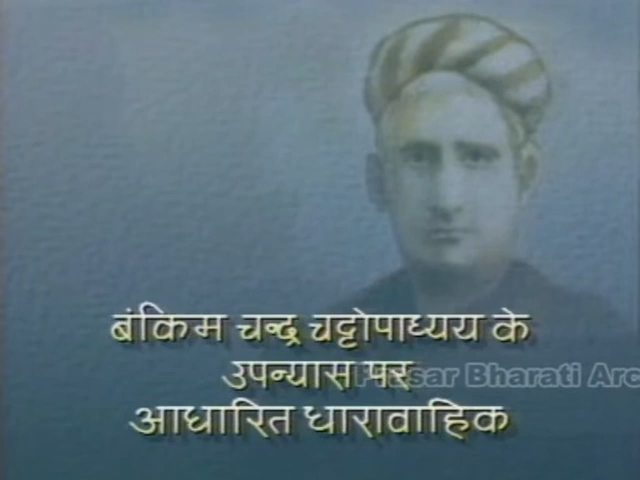 बंकिम चन्द्र चट्टोपाध्यय के
उपन्यास पर
Prasar Bharati Arc
आधारित धारावाहिक